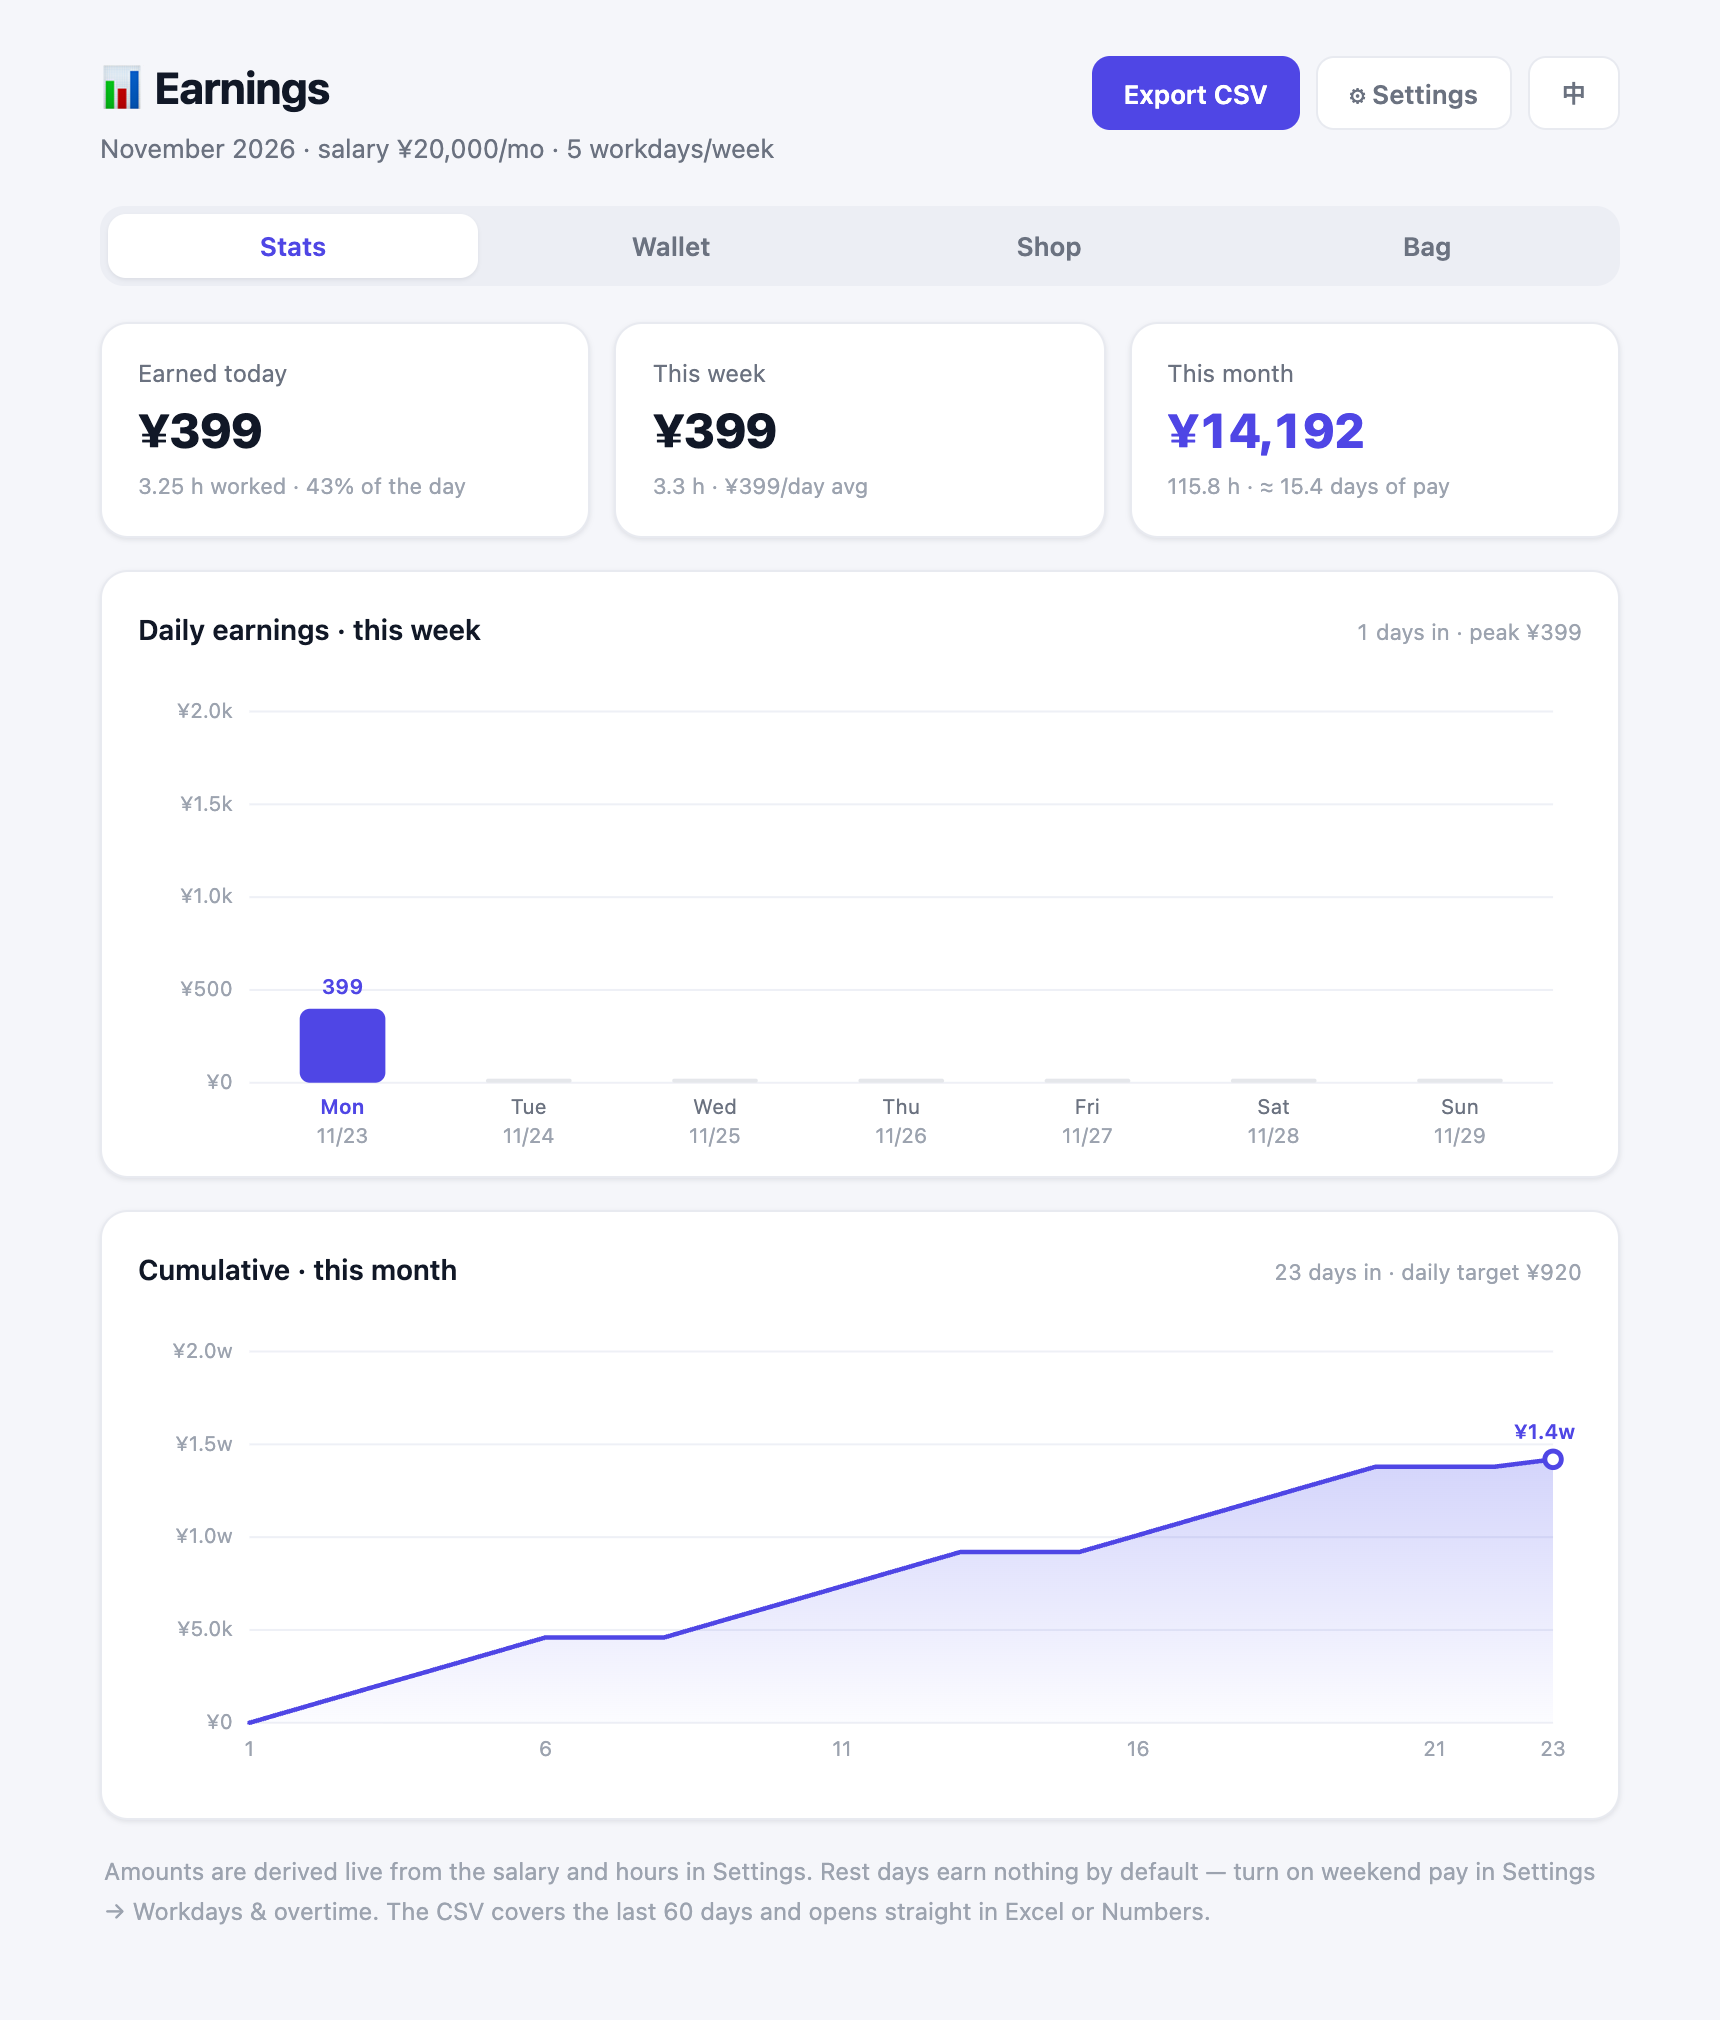 📊 Earnings
Export CSV
⚙ Settings
中
November 2026 · salary ¥20,000/mo · 5 workdays/week
Stats
Wallet
Shop
Bag
Earned today
¥399
3.25 h worked · 43% of the day
This week
¥399
3.3 h · ¥399/day avg
This month
¥14,192
115.8 h · ≈ 15.4 days of pay
Daily earnings · this week
1 days in · peak ¥399
¥2.0k
¥1.5k
¥1.0k
¥500
¥0
399
Mon
11/23
Tue
11/24
Wed
11/25
Thu
11/26
Fri
11/27
Sat
11/28
Sun
11/29
Cumulative · this month
23 days in · daily target ¥920
¥2.0w
¥1.5w
¥1.0w
¥5.0k
¥0
¥1.4w
1
6
11
16
21
23
Amounts are derived live from the salary and hours in Settings. Rest days earn nothing by default — turn on weekend pay in Settings
→ Workdays & overtime. The CSV covers the last 60 days and opens straight in Excel or Numbers.